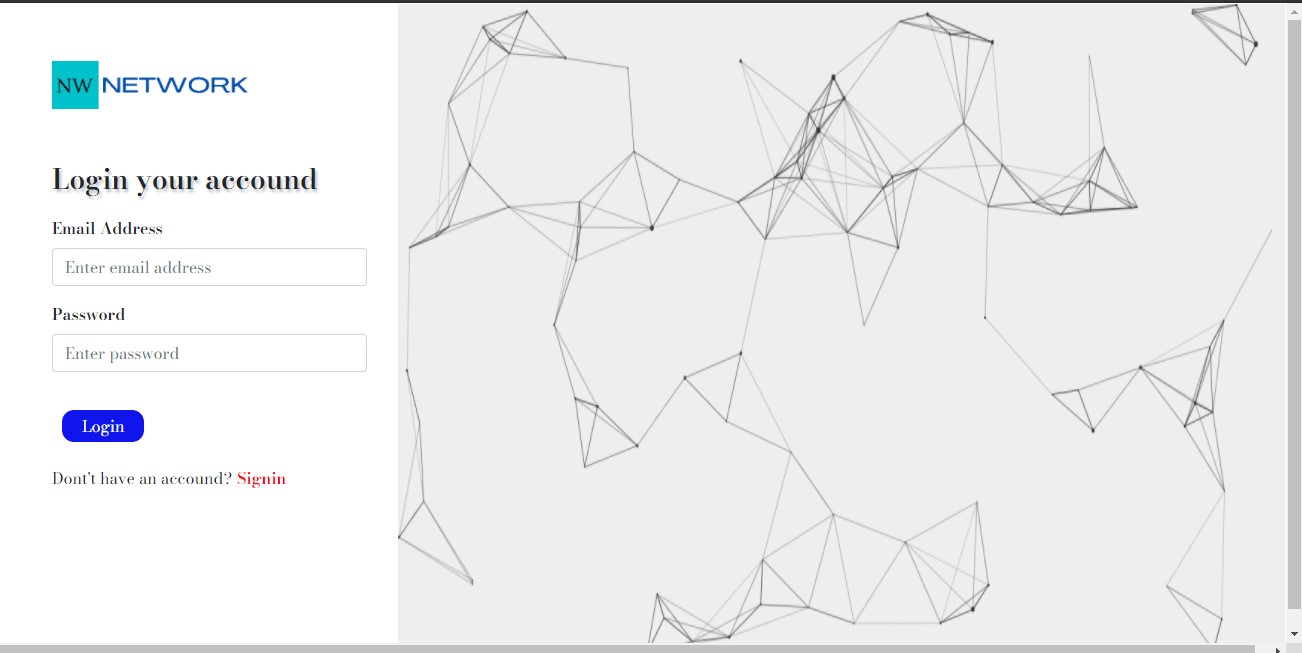 NW NETWORK
Login your accound
Email Address
Enter email address
Password
Enter password
Login
Don't have an accound? Signin